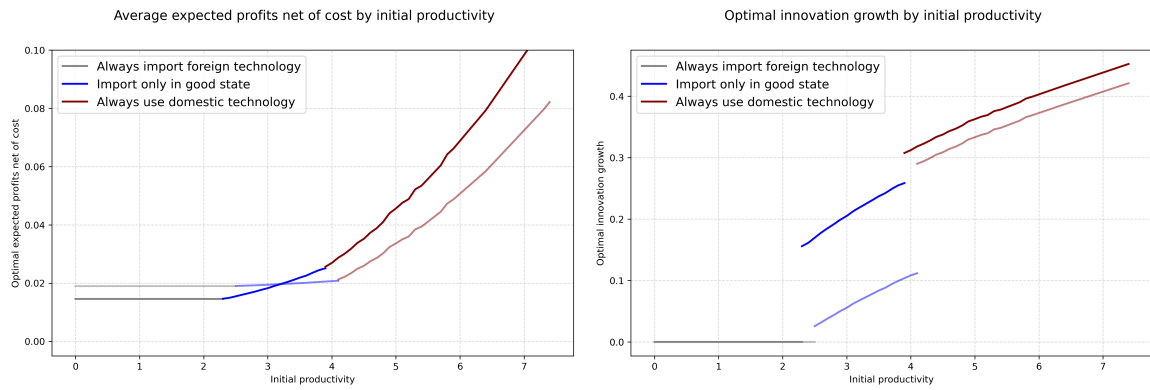 Average expected profits net of cost by initial productivity
Optimal expected profits net of cost
0.10
0.08
0.06
0.04
0.02
0.00
Always import foreign technology
Import only in good state
Always use domestic technology
0 1 2 3 4 5 6 7
Initial productivity
Optimal innovation growth by initial productivity
Optimal innovation growth
0.4
0.3
0.2
0.1
0.0
Always import foreign technology
Import only in good state
Always use domestic technology
0 1 2 3 4 5 6 7
Initial productivity